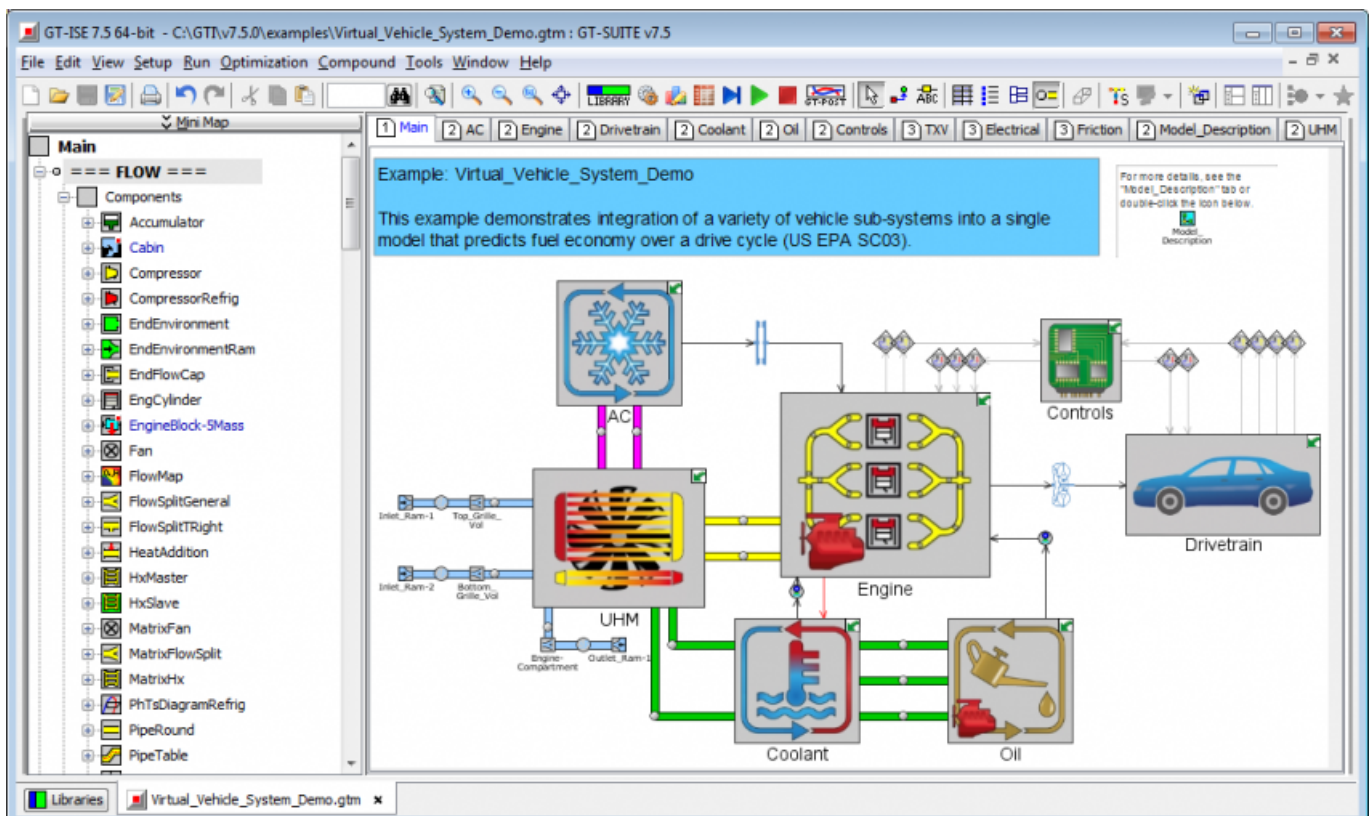 GT-ISE 7.5 64-bit - C:\GTI\v7.5.0\examples\Virtual_Vehicle_System_Demo.gtm : GT-SUITE v7.5
File Edit View Setup Run Optimization Compound Tools Window Help
LIBRARY
GT-POST
ABC
TS
Mini Map
1 Main 2 AC 2 Engine 2 Drivetrain 2 Coolant 2 Oil 2 Controls 3 TXV 3 Electrical 3 Friction 2 Model_Description 2 UHM
Main
=== FLOW ===
Components
Accumulator
Cabin
Compressor
CompressorRefrig
EndEnvironment
EndEnvironmentRam
EndFlowCap
EngCylinder
EngineBlock-5Mass
Fan
FlowMap
FlowSplitGeneral
FlowSplitTRight
HeatAddition
HxMaster
HxSlave
MatrixFan
MatrixFlowSplit
MatrixHx
PhTsDiagramRefrig
PipeRound
PipeTable
Example: Virtual_Vehicle_System_Demo
This example demonstrates integration of a variety of vehicle sub-systems into a single
model that predicts fuel economy over a drive cycle (US EPA SC03).
For more details, see the
"Model_Description" tab or
double-click the icon below.
Model_
Description
AC
Controls
Inlet_Ram-1
Top_Grille_
Vol
Drivetrain
Inlet_Ram-2
Bottom_
Grille_Vol
Engine
UHM
Engine-
Compartment
Outlet_Ram-1
Coolant
Oil
Libraries
Virtual_Vehicle_System_Demo.gtm